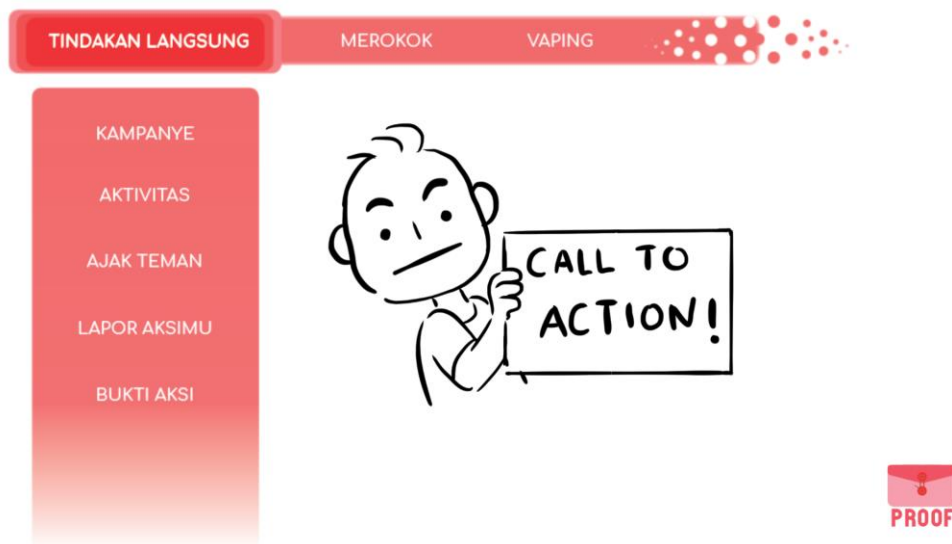 TINDAKAN LANGSUNG MEROKOK VAPING
KAMPANYE
AKTIVITAS
AJAK TEMAN
LAPOR AKSIMU
BUKTI AKSI
CALL TO
ACTION!
PROOF